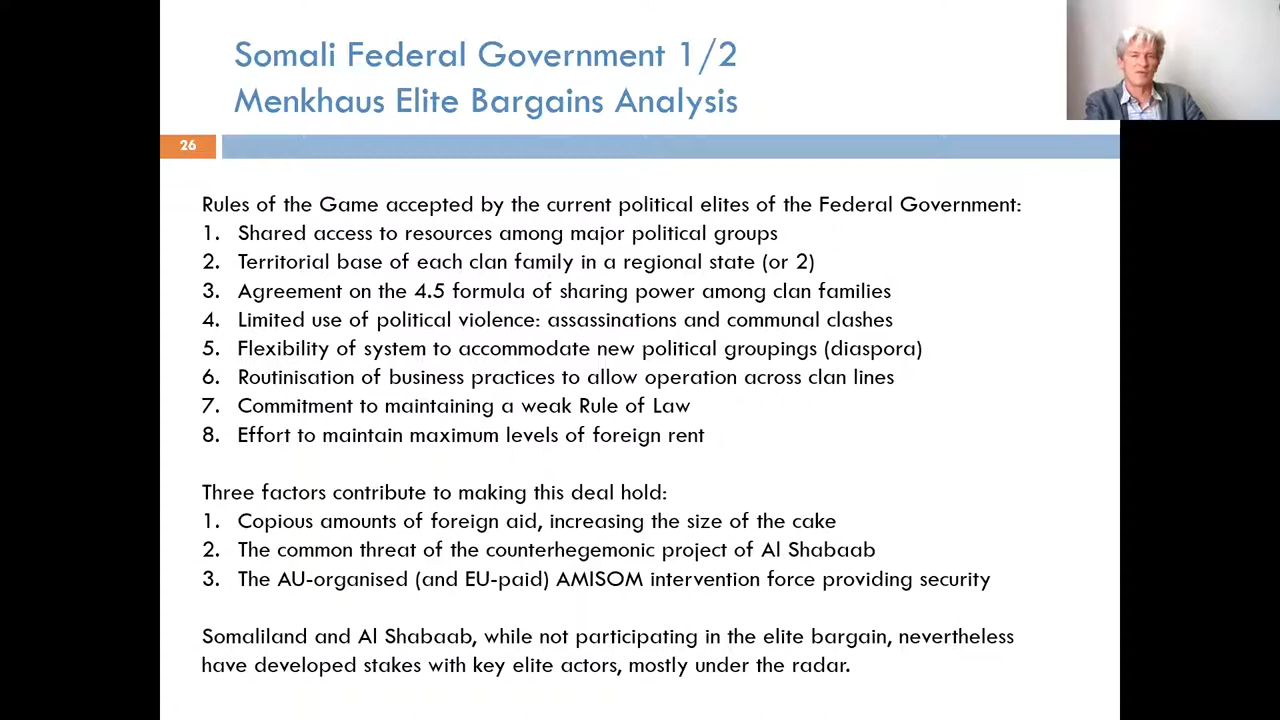 Somali Federal Government 1/2
Menkhaus Elite Bargains Analysis
26
Rules of the Game accepted by the current political elites of the Federal Government:
1. Shared access to resources among major political groups
2. Territorial base of each clan family in a regional state (or 2)
3. Agreement on the 4.5 formula of sharing power among clan families
4. Limited use of political violence: assassinations and communal clashes
5. Flexibility of system to accommodate new political groupings (diaspora)
6. Routinisation of business practices to allow operation across clan lines
7. Commitment to maintaining a weak Rule of Law
8. Effort to maintain maximum levels of foreign rent
Three factors contribute to making this deal hold:
1. Copious amounts of foreign aid, increasing the size of the cake
2. The common threat of the counterhegemonic project of Al Shabaab
3. The AU-organised (and EU-paid) AMISOM intervention force providing security
Somaliland and Al Shabaab, while not participating in the elite bargain, nevertheless
have developed stakes with key elite actors, mostly under the radar.